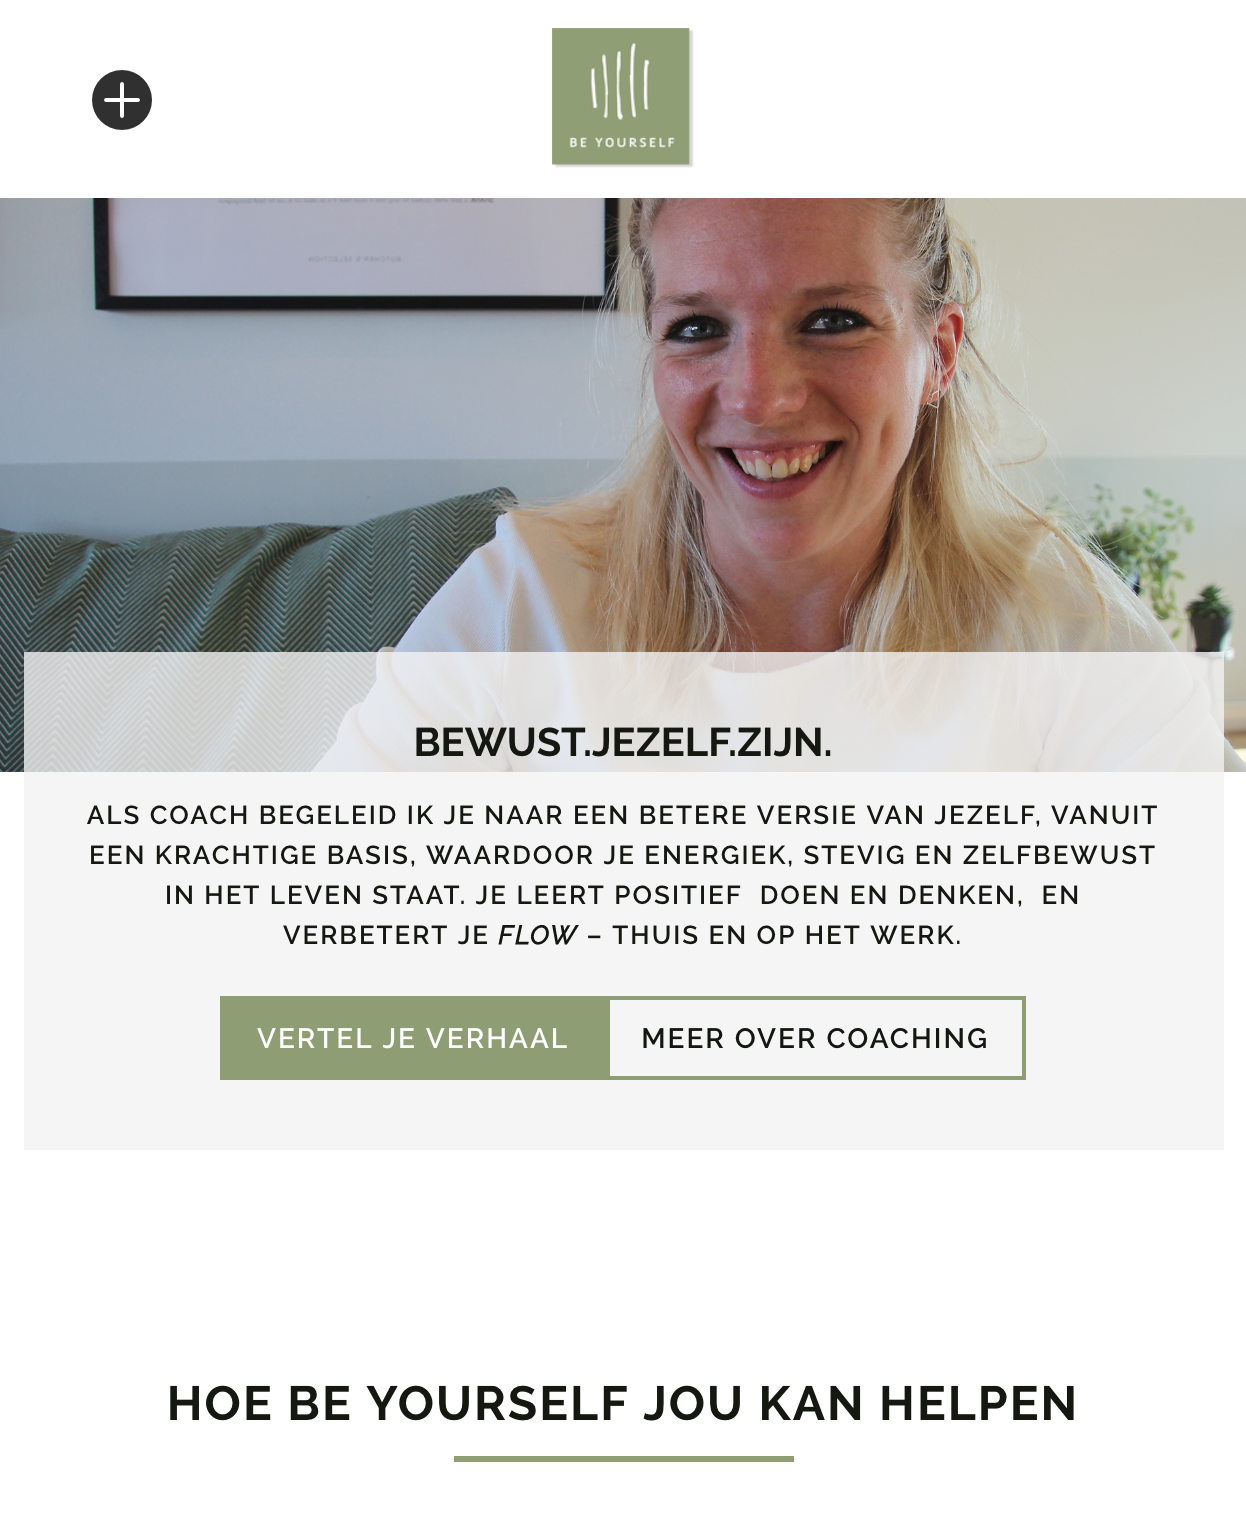 BE YOURSELF
BEWUST.JEZELF.ZIJN.
ALS COACH BEGELEID IK JE NAAR EEN BETERE VERSIE VAN JEZELF, VANUIT
EEN KRACHTIGE BASIS, WAARDOOR JE ENERGIEK, STEVIG EN ZELFBEWUST
IN HET LEVEN STAAT. JE LEERT POSITIEF DOEN EN DENKEN, EN
VERBETERT JE FLOW – THUIS EN OP HET WERK.
VERTEL JE VERHAAL
MEER OVER COACHING
HOE BE YOURSELF JOU KAN HELPEN